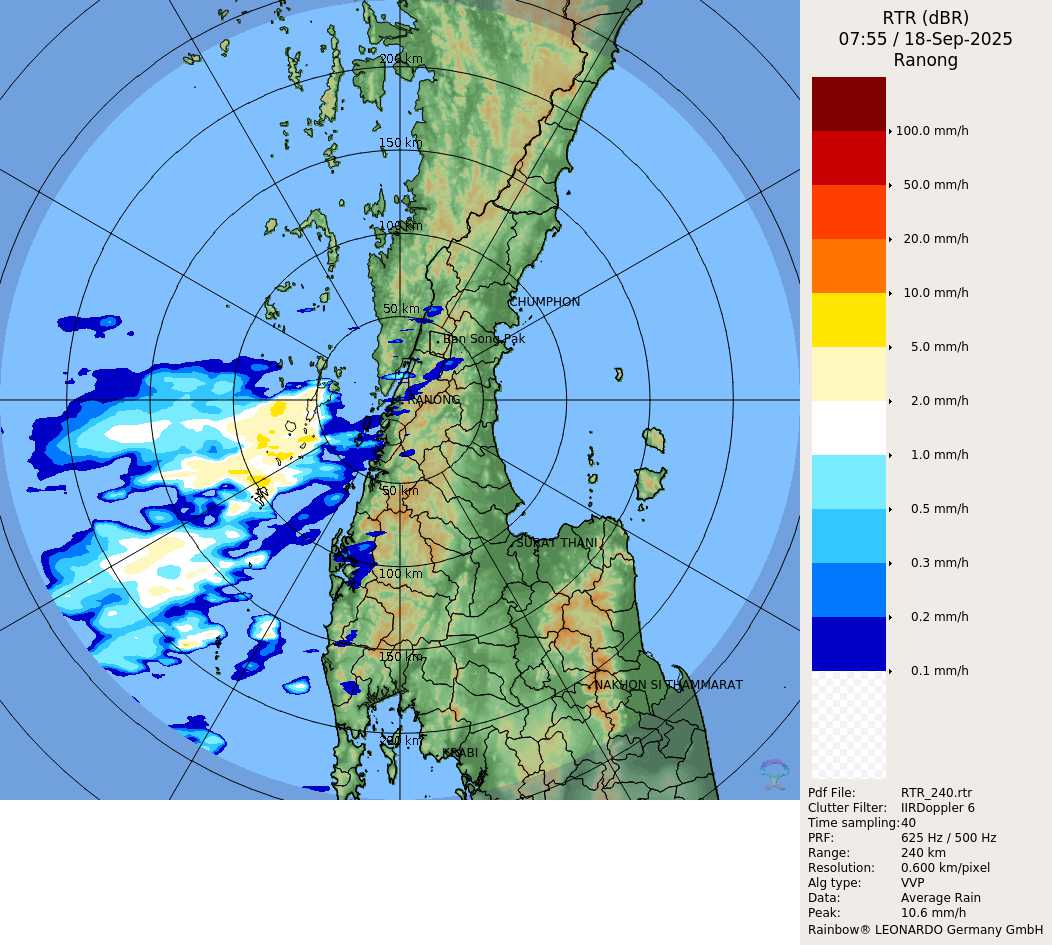 RTR (dBR)
07:55 / 18-Sep-2025
Ranong
100.0 mm/h
50.0 mm/h
20.0 mm/h
10.0 mm/h
5.0 mm/h
2.0 mm/h
1.0 mm/h
0.5 mm/h
0.3 mm/h
0.2 mm/h
0.1 mm/h
200 km
150 km
100 km
50 km
CHUMPHON
Ban Song Pak
RANONG
50 km
SURAT THANI
100 km
150 km
NAKHON SI THAMMARAT
200 km
KRABI
Pdf File: RTR_240.rtr
Clutter Filter: IIRDoppler 6
Time sampling: 40
PRF: 625 Hz / 500 Hz
Range: 240 km
Resolution: 0.600 km/pixel
Alg type: VVP
Data: Average Rain
Peak: 10.6 mm/h
Rainbow® LEONARDO Germany GmbH